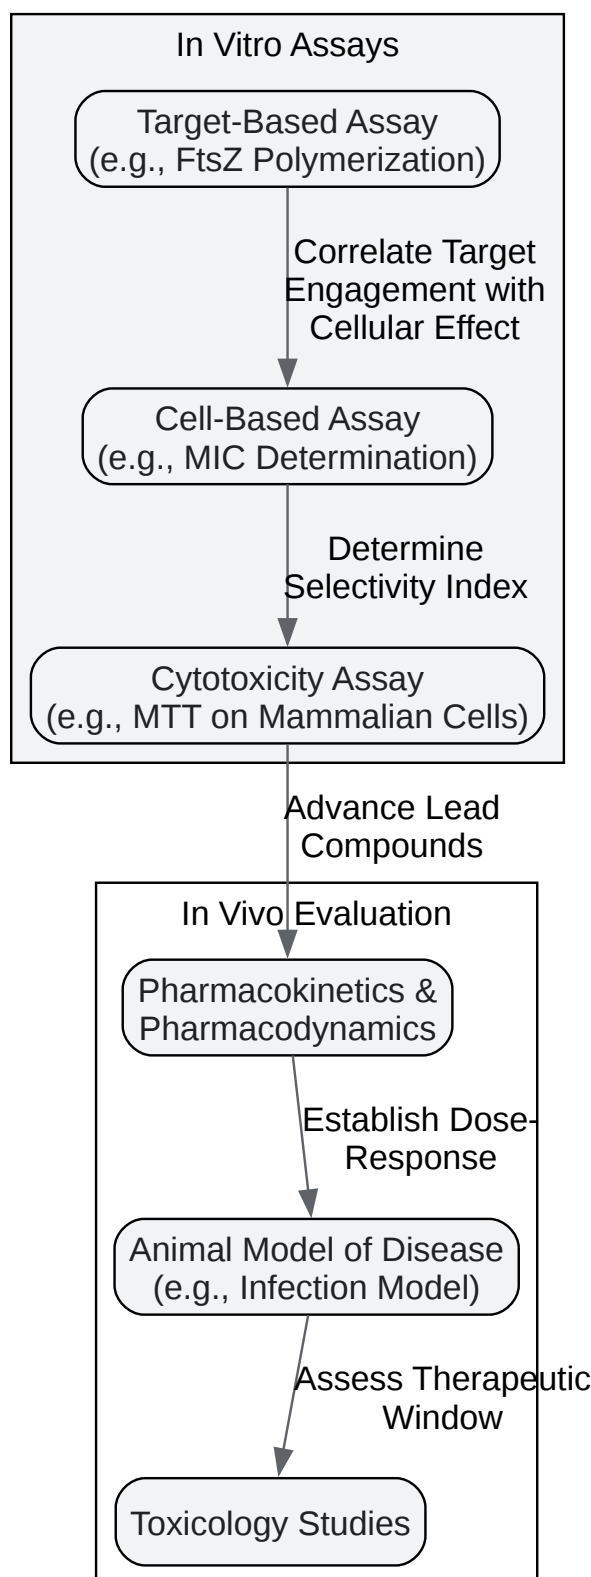 In Vitro Assays
Target-Based Assay
(e.g., FtsZ Polymerization)
Correlate Target
Engagement with
Cellular Effect
Cell-Based Assay
(e.g., MIC Determination)
Determine
Selectivity Index
Cytotoxicity Assay
(e.g., MTT on Mammalian Cells)
Advance Lead
Compounds
In Vivo Evaluation
Pharmacokinetics &
Pharmacodynamics
Establish Dose-
Response
Animal Model of Disease
(e.g., Infection Model)
Assess Therapeutic
Window
Toxicology Studies